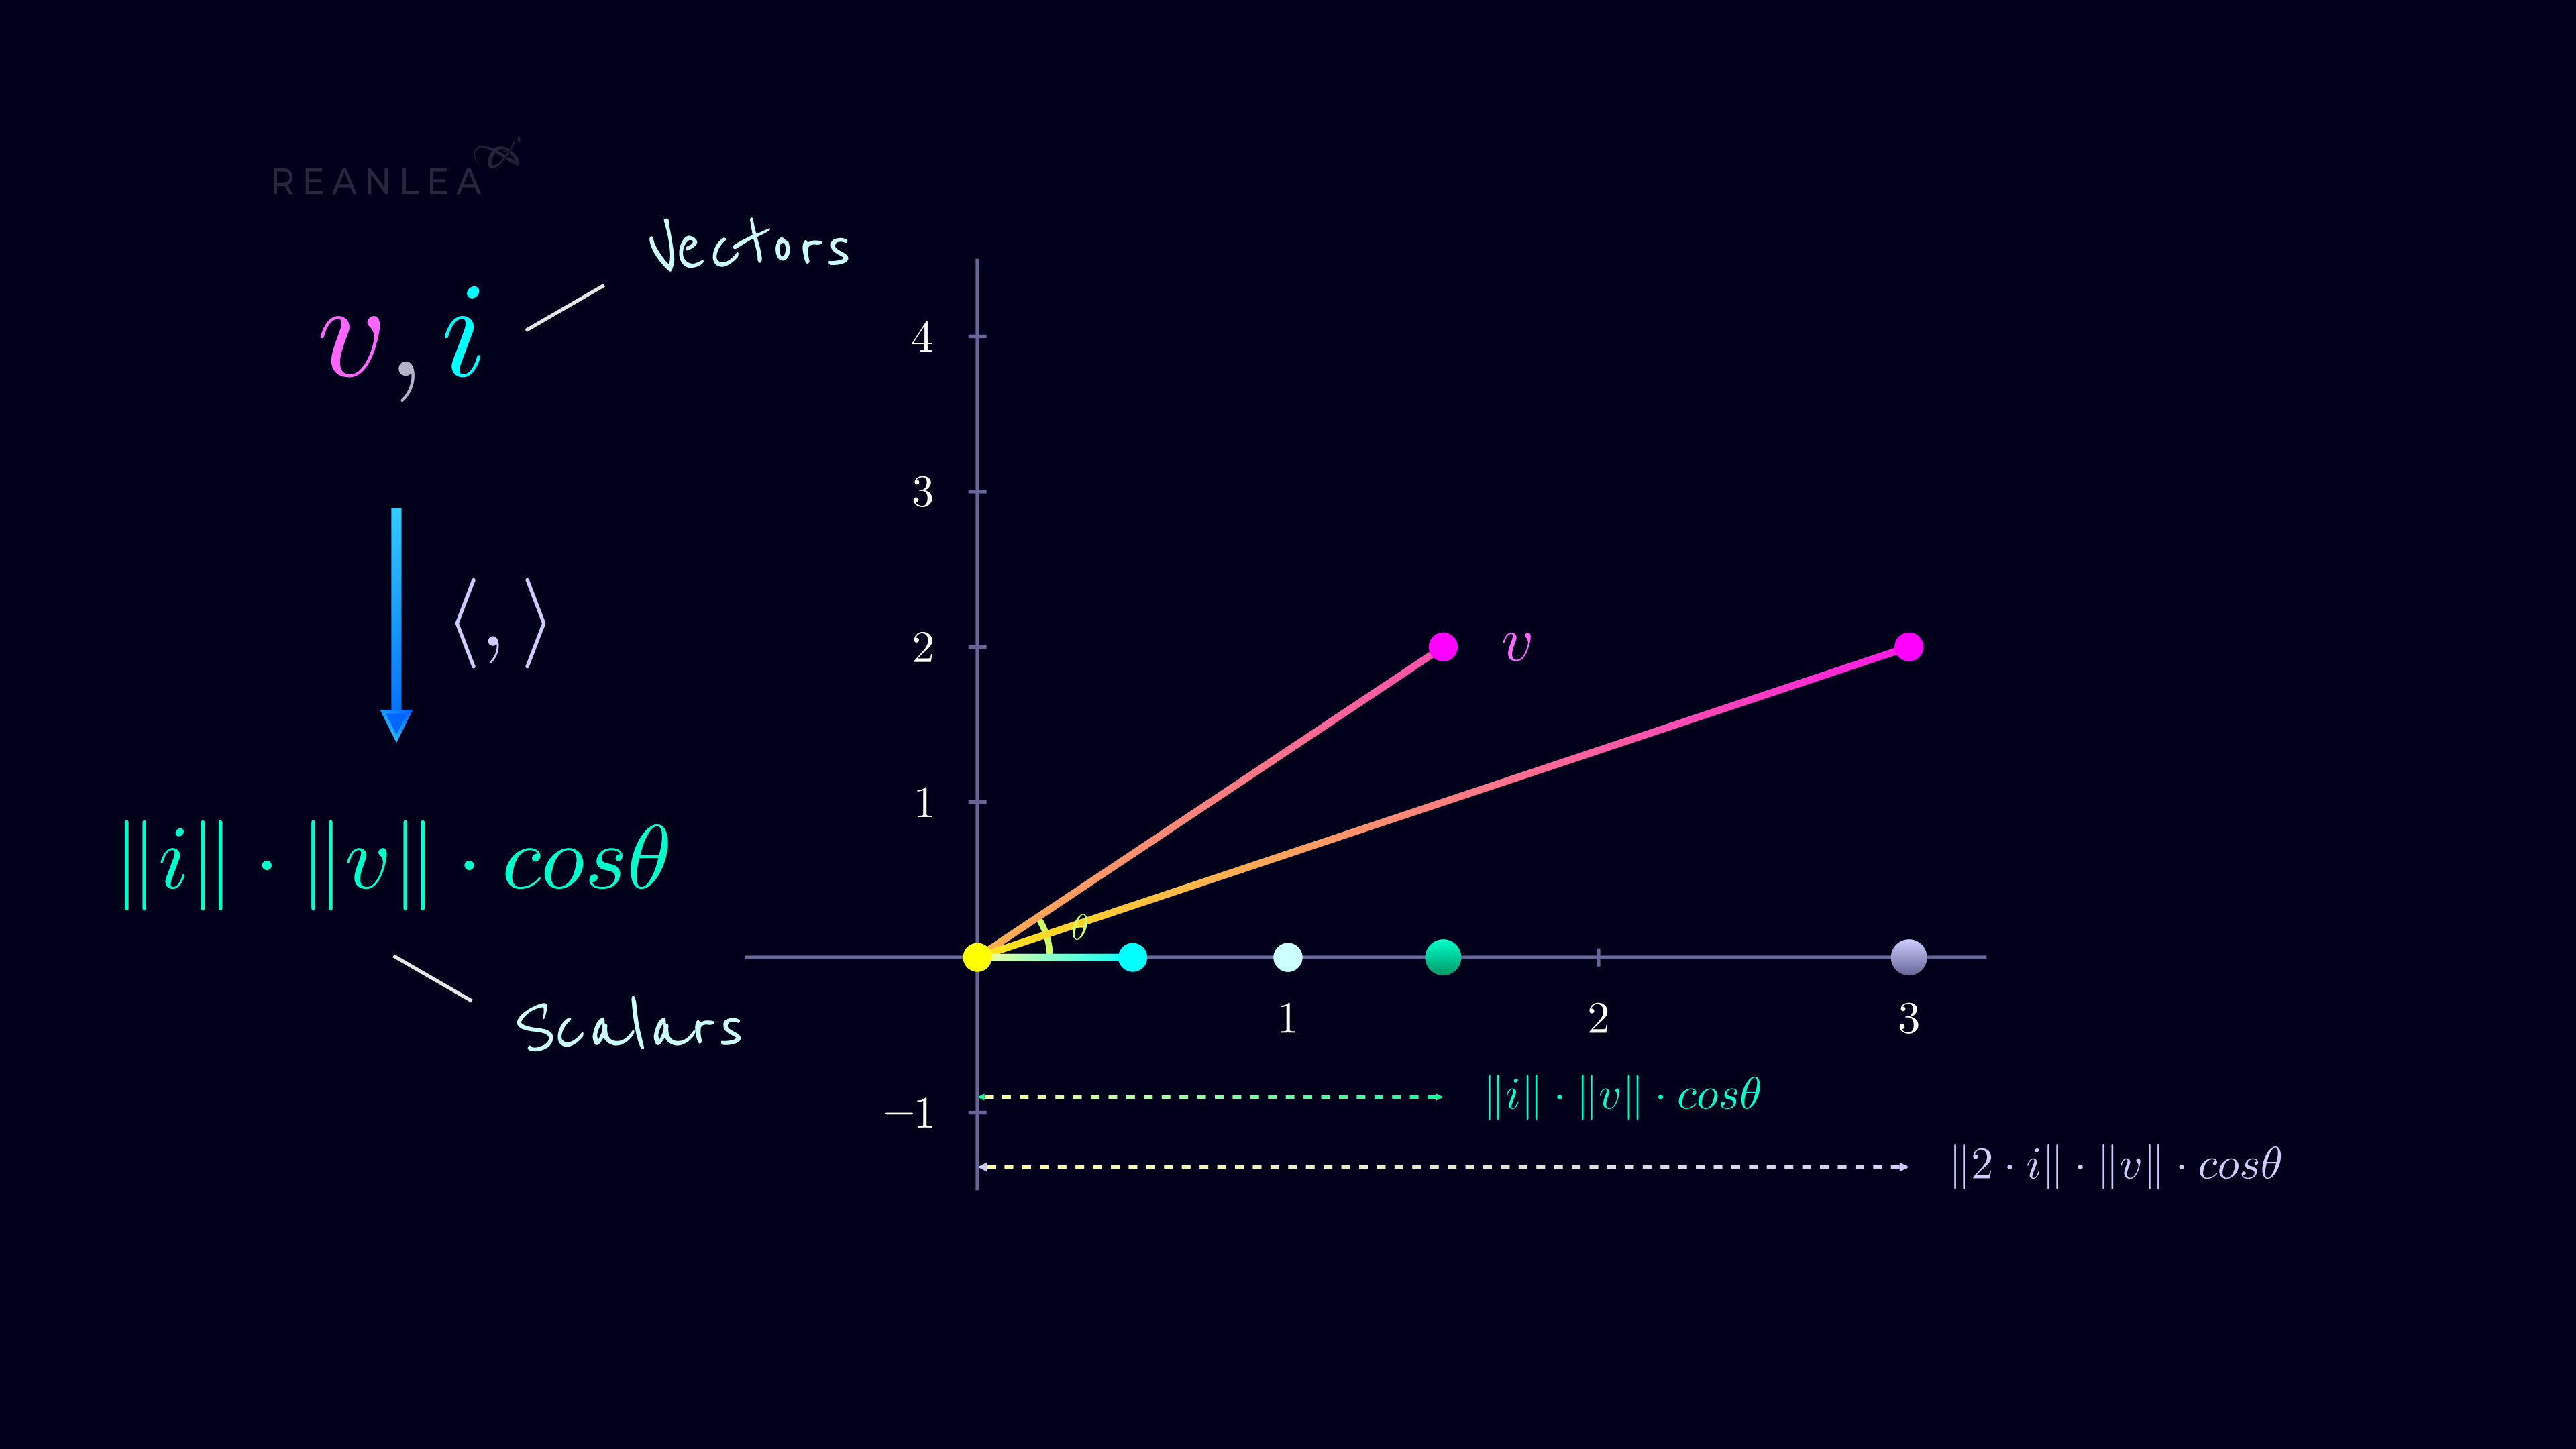 REANLEA
Vectors
v, i
⟨,⟩
‖i‖ · ‖v‖ · cosθ
Scalars
4
3
2
v
1
θ
1
2
3
−1
‖i‖ · ‖v‖ · cosθ
‖2 · i‖ · ‖v‖ · cosθ